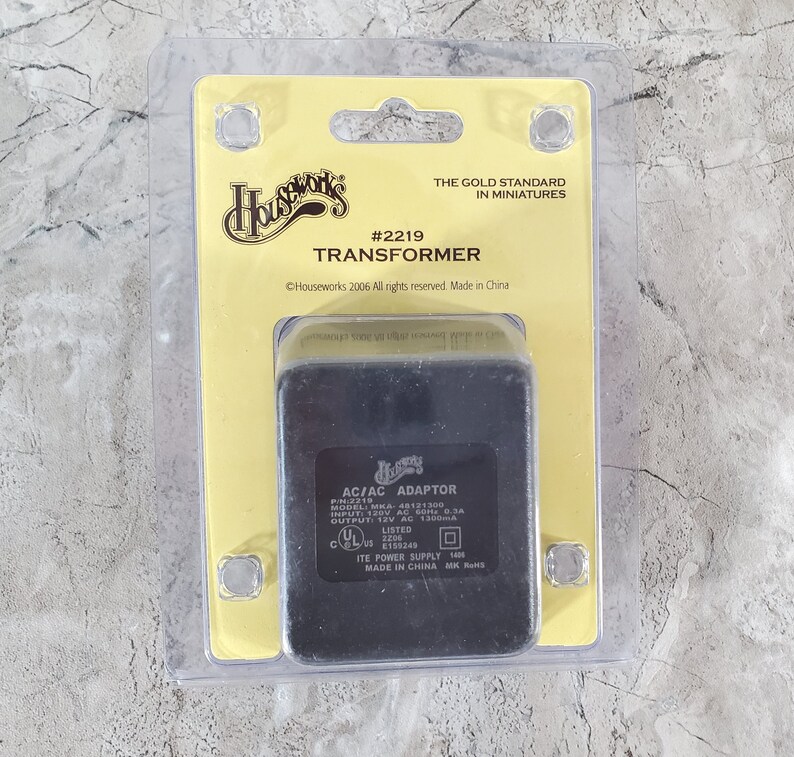 Houseworks®
THE GOLD STANDARD
IN MINIATURES
#2219
TRANSFORMER
©Houseworks 2006 All rights reserved. Made in China
Houseworks
AC/AC ADAPTOR
P/N:2219
MODEL: MKA- 48121300
INPUT: 120V AC 60Hz 0.3A
OUTPUT: 12V AC 1300mA
C UL US
LISTED
2Z06
E159249
ITE POWER SUPPLY 1406
MADE IN CHINA MK RoHS